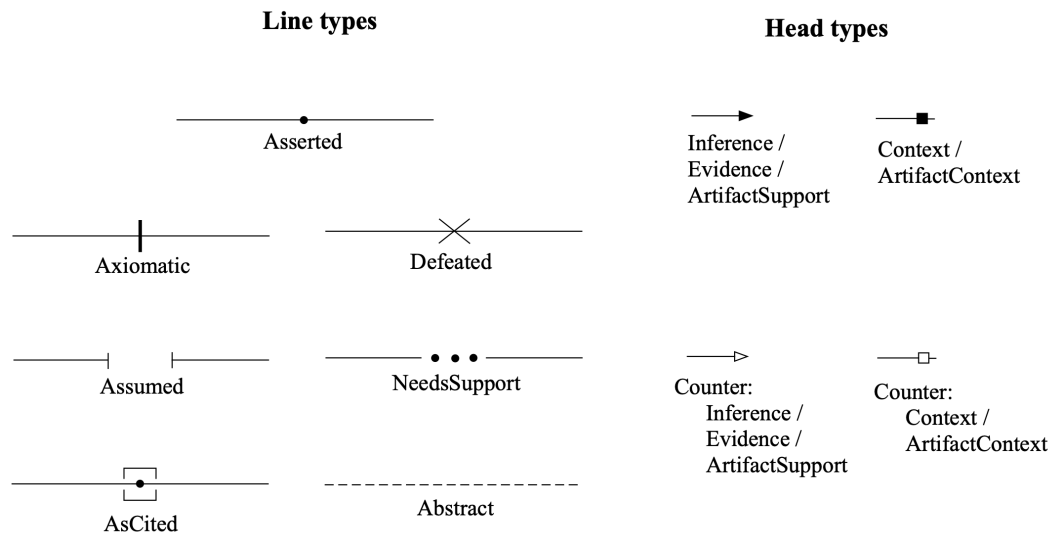 Line types
Head types
Asserted
Inference /
Evidence /
ArtifactSupport
Context /
ArtifactContext
Axiomatic
Defeated
Assumed
NeedsSupport
Counter:
Inference /
Evidence /
ArtifactSupport
Counter:
Context /
ArtifactContext
AsCited
Abstract